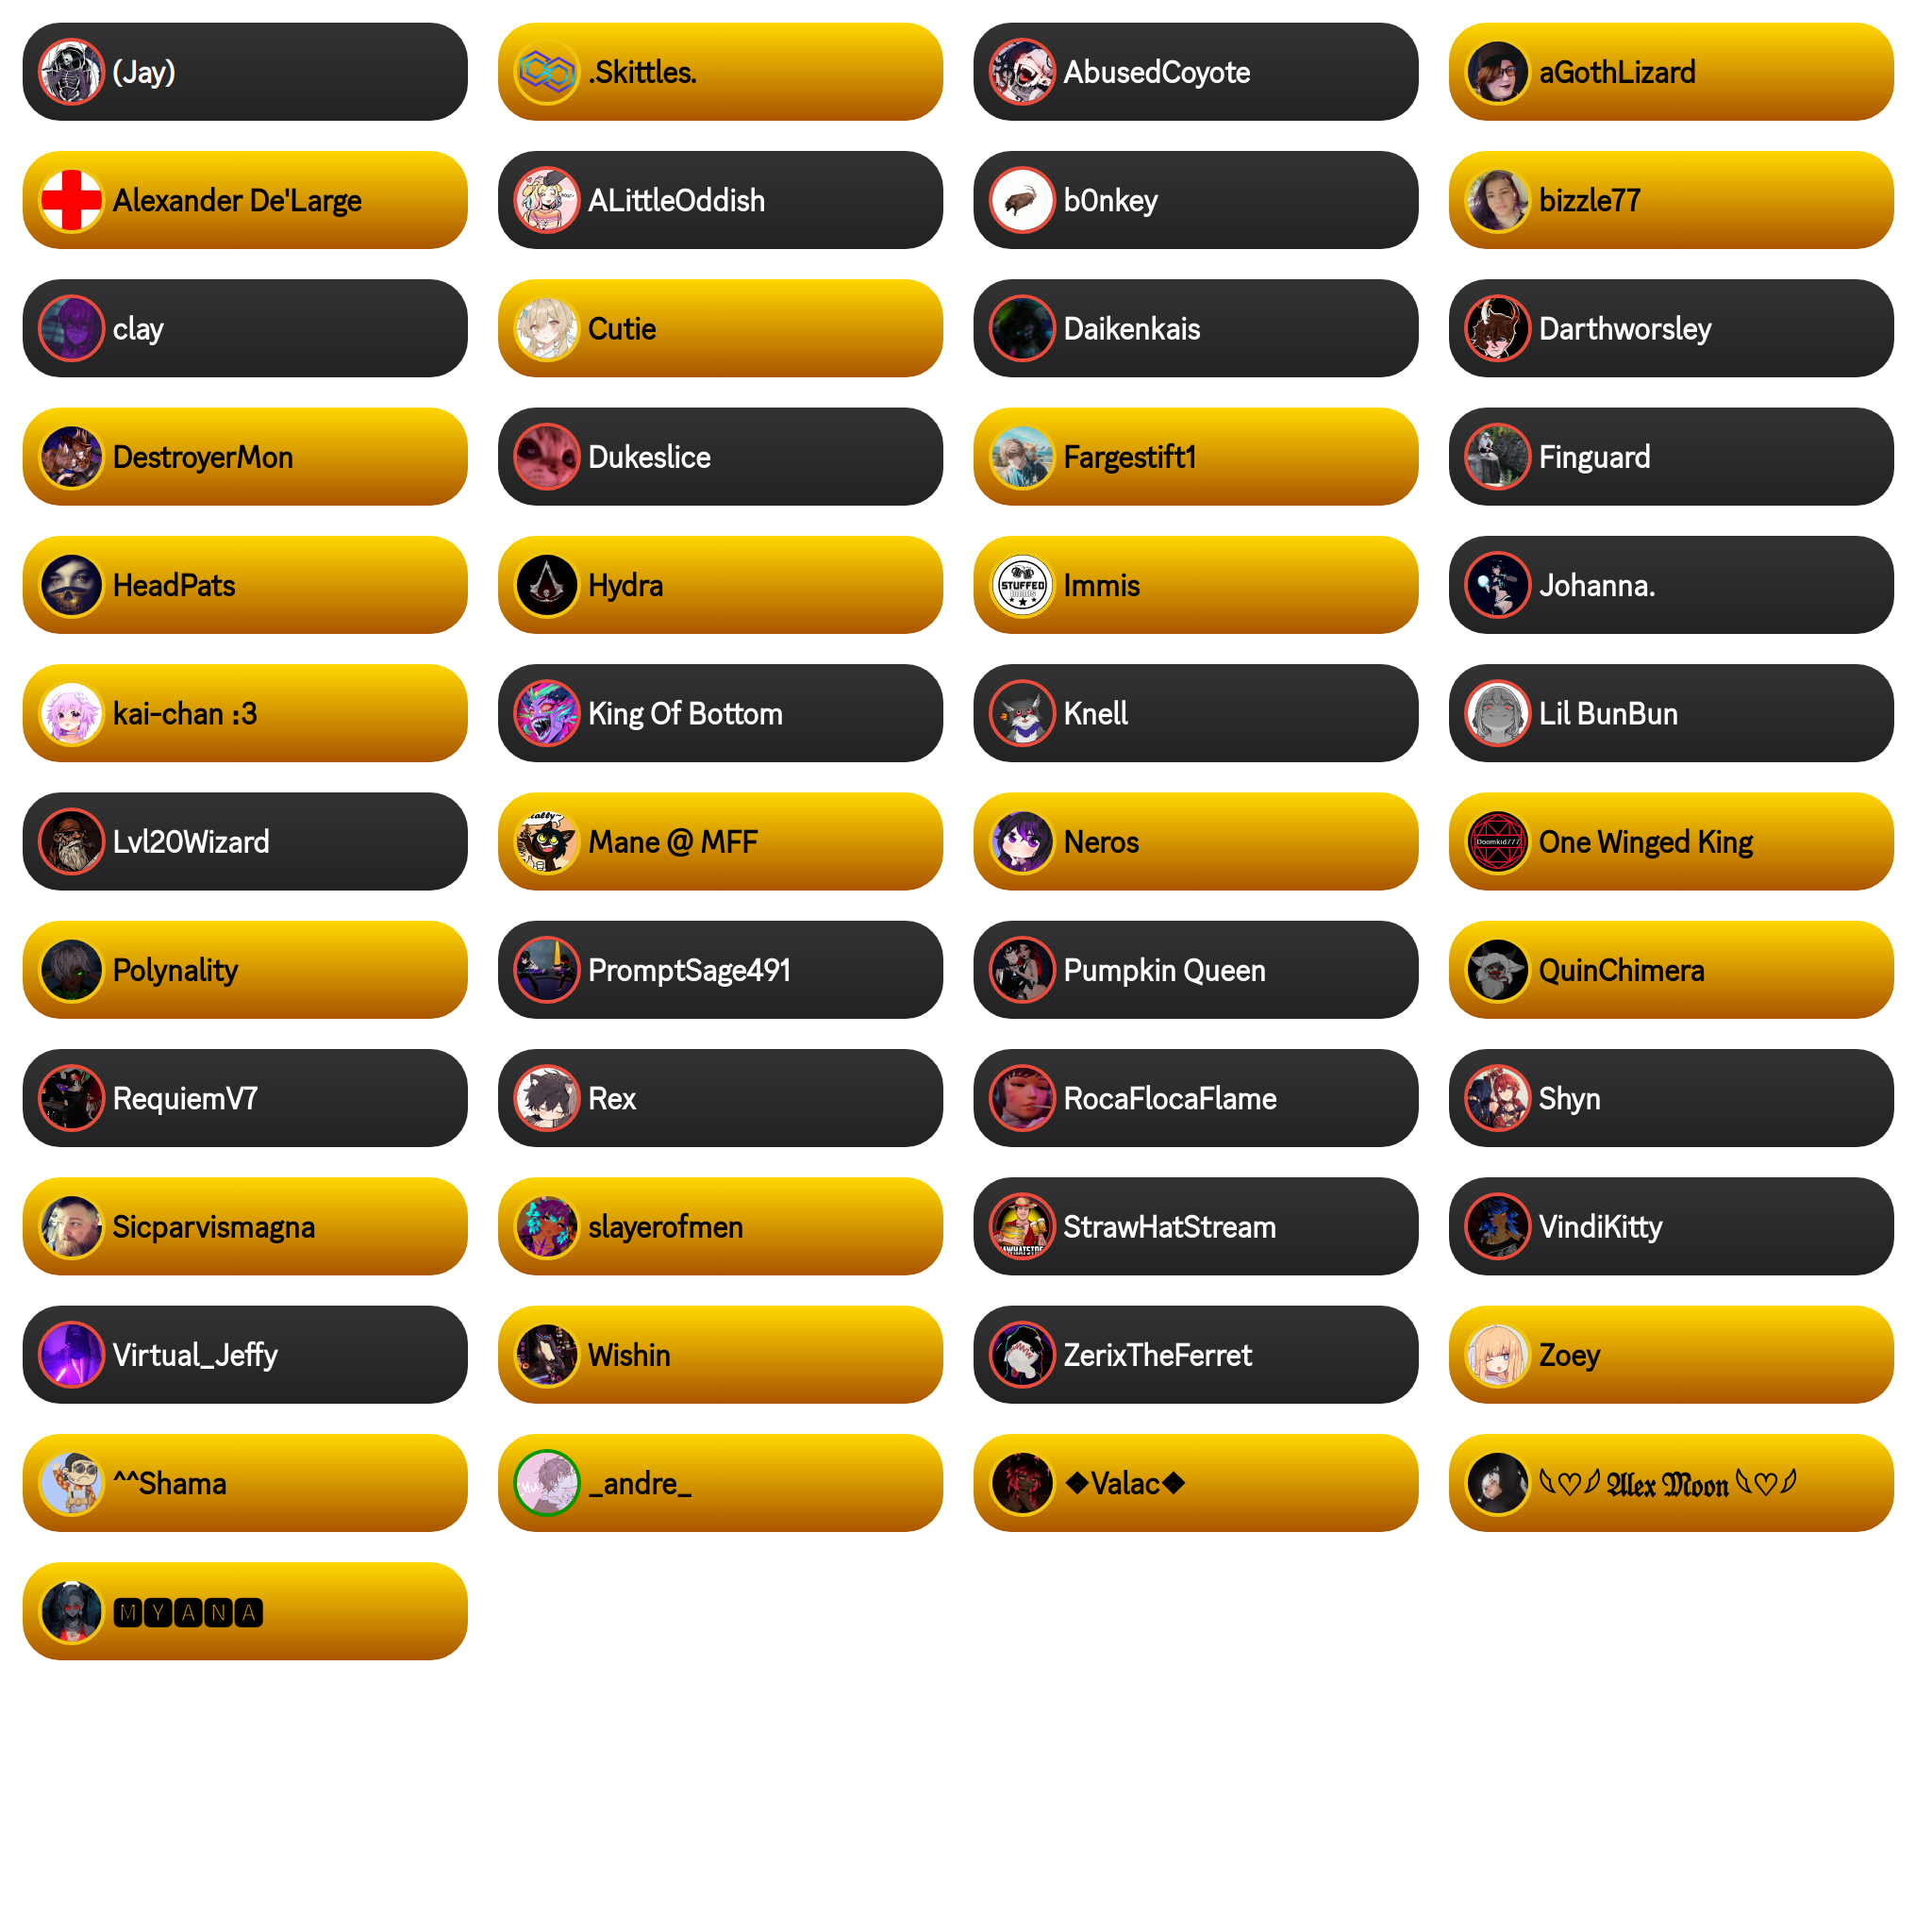 (Jay)
.Skittles.
AbusedCoyote
aGothLizard
Alexander De'Large
ALittleOddish
b0nkey
bizzle77
clay
Cutie
Daikenkais
Darthworsley
DestroyerMon
Dukeslice
Fargestift1
Finguard
HeadPats
Hydra
STUFFED
Immis
Johanna.
kai-chan :3
King Of Bottom
Knell
Lil BunBun
Lvl20Wizard
Mane @ MFF
Neros
Doomkid777
One Winged King
Polynality
PromptSage491
Pumpkin Queen
QuinChimera
RequiemV7
Rex
RocaFlocaFlame
Shyn
Sicparvismagna
slayerofmen
StrawHatStream
VindiKitty
Virtual_Jeffy
Wishin
ZerixTheFerret
Zoey
^^Shama
_andre_
❖Valac❖
𓆩♡𓆪 𝕬𝖑𝖊𝖝 𝕸𝖔𝖔𝖓 𓆩♡𓆪
🅼🆈🅰🅽🅰